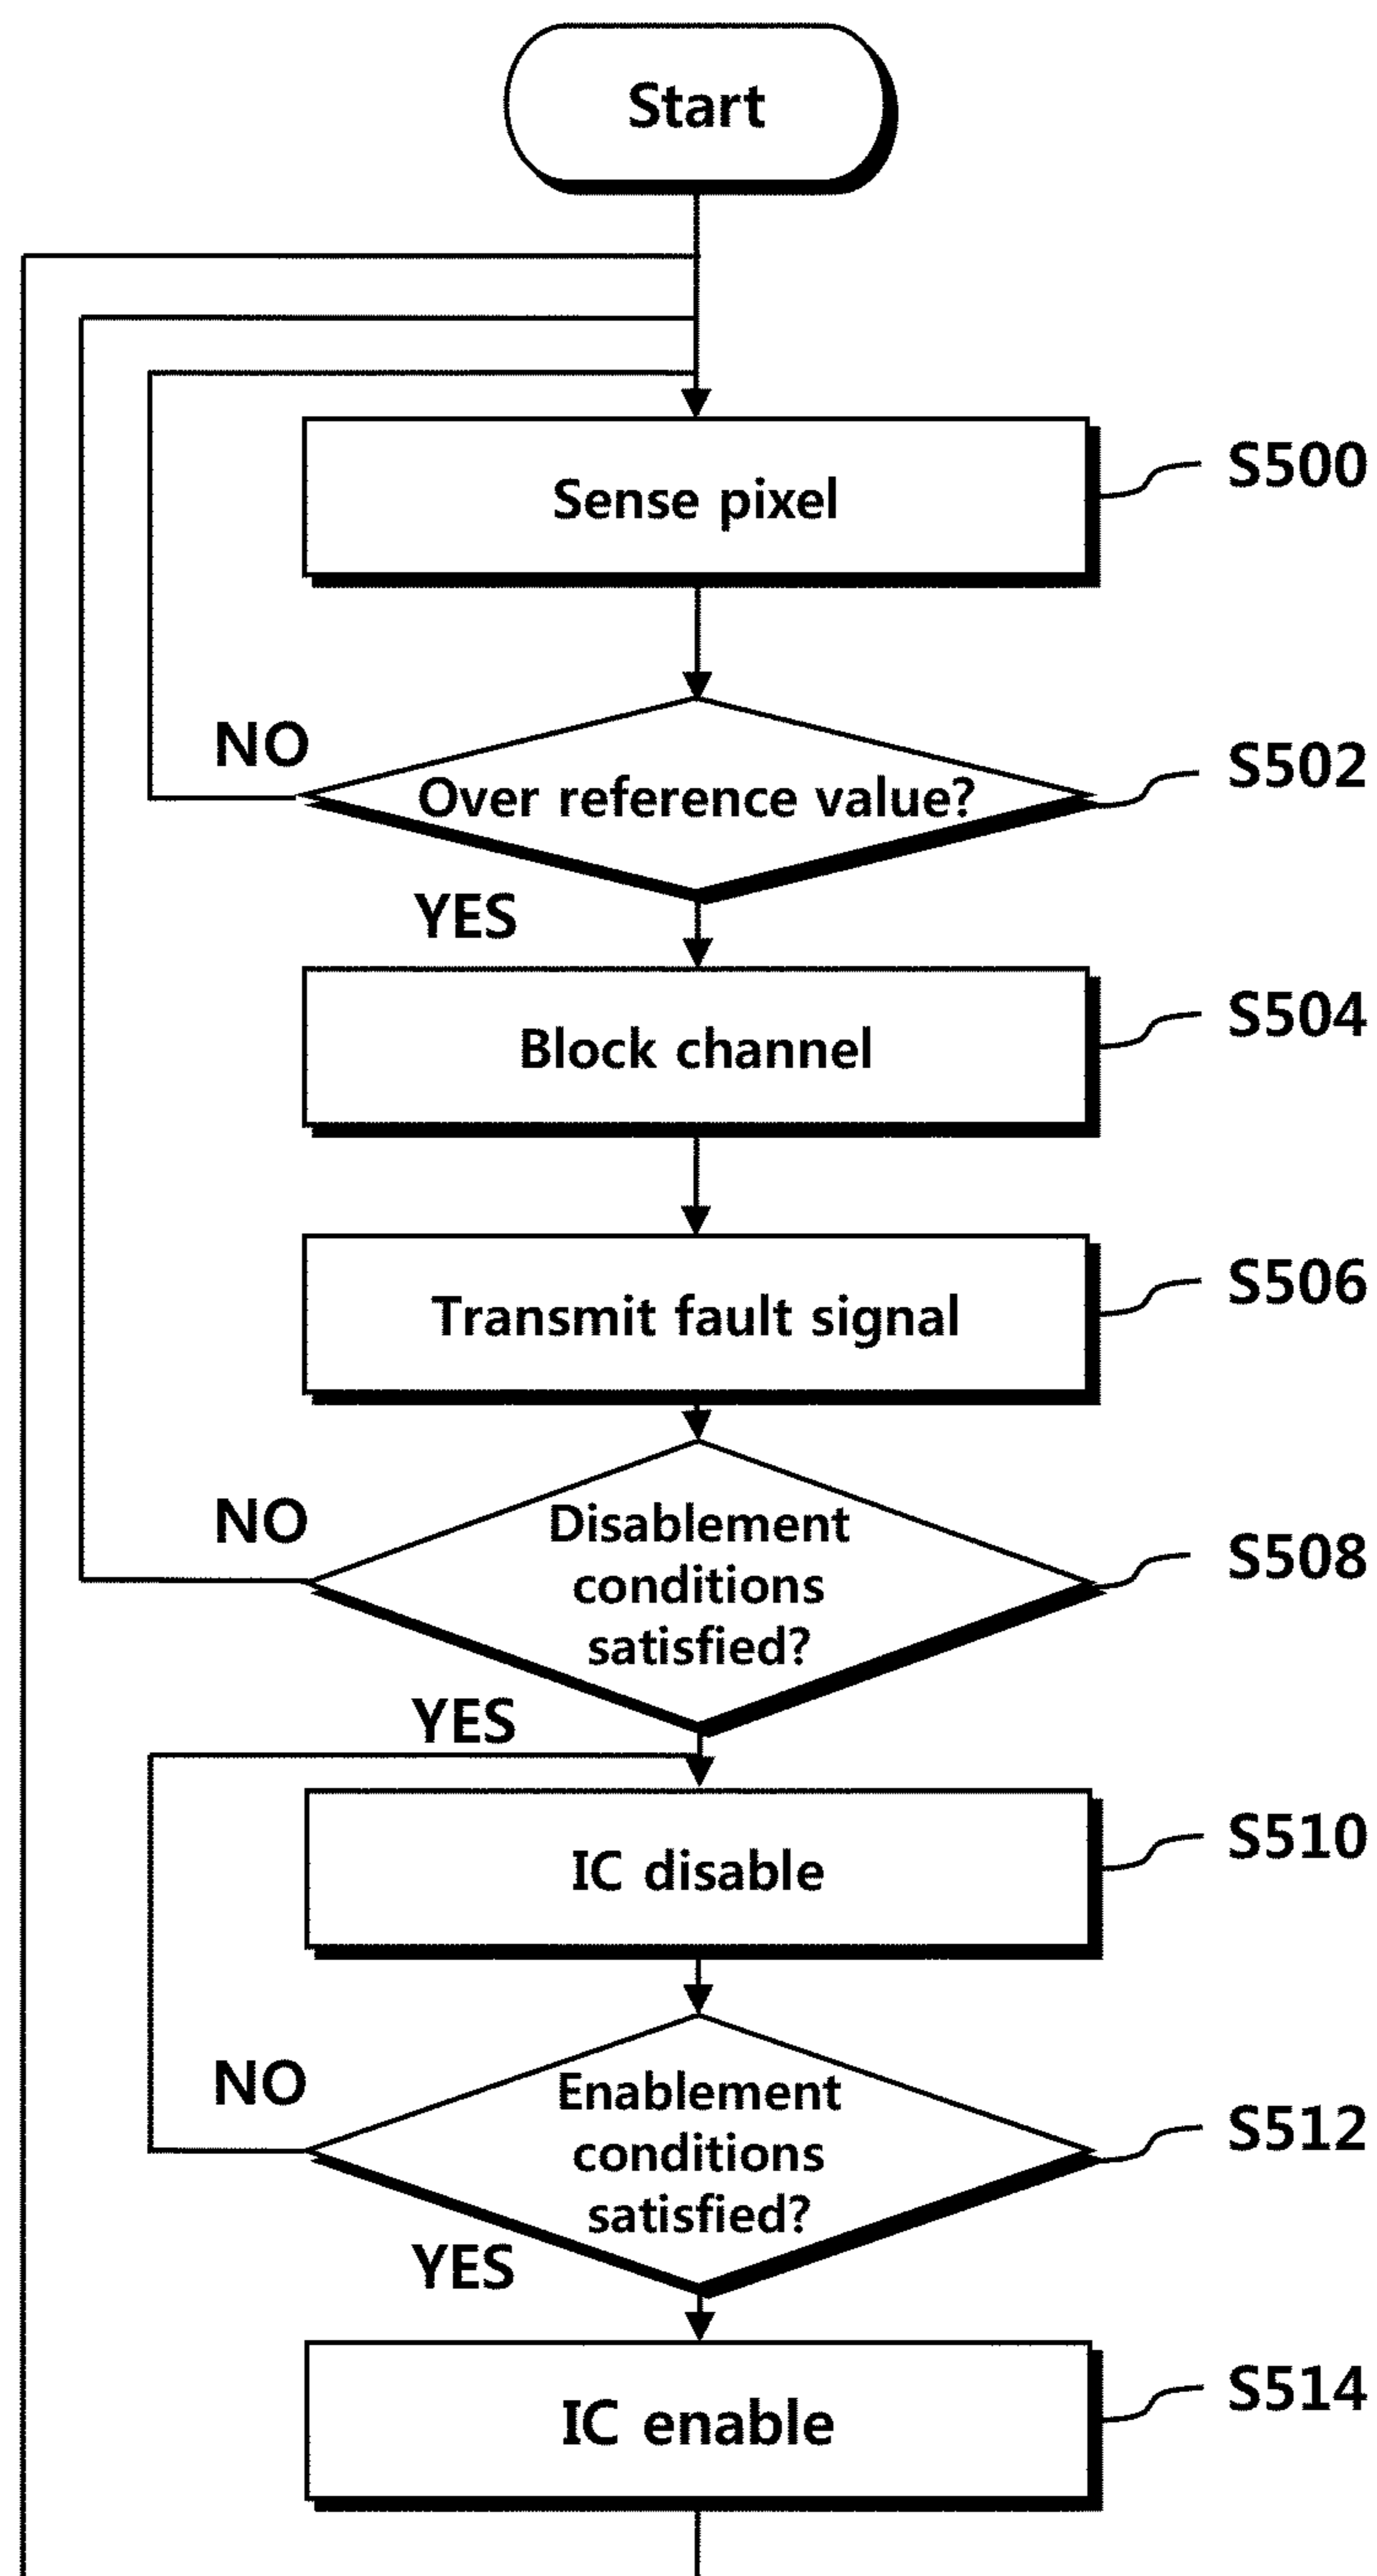 Start
Sense pixel
S500
NO
Over reference value?
S502
YES
Block channel
S504
Transmit fault signal
S506
NO
Disablement
conditions
satisfied?
S508
YES
IC disable
S510
NO
Enablement
conditions
satisfied?
S512
YES
IC enable
S514